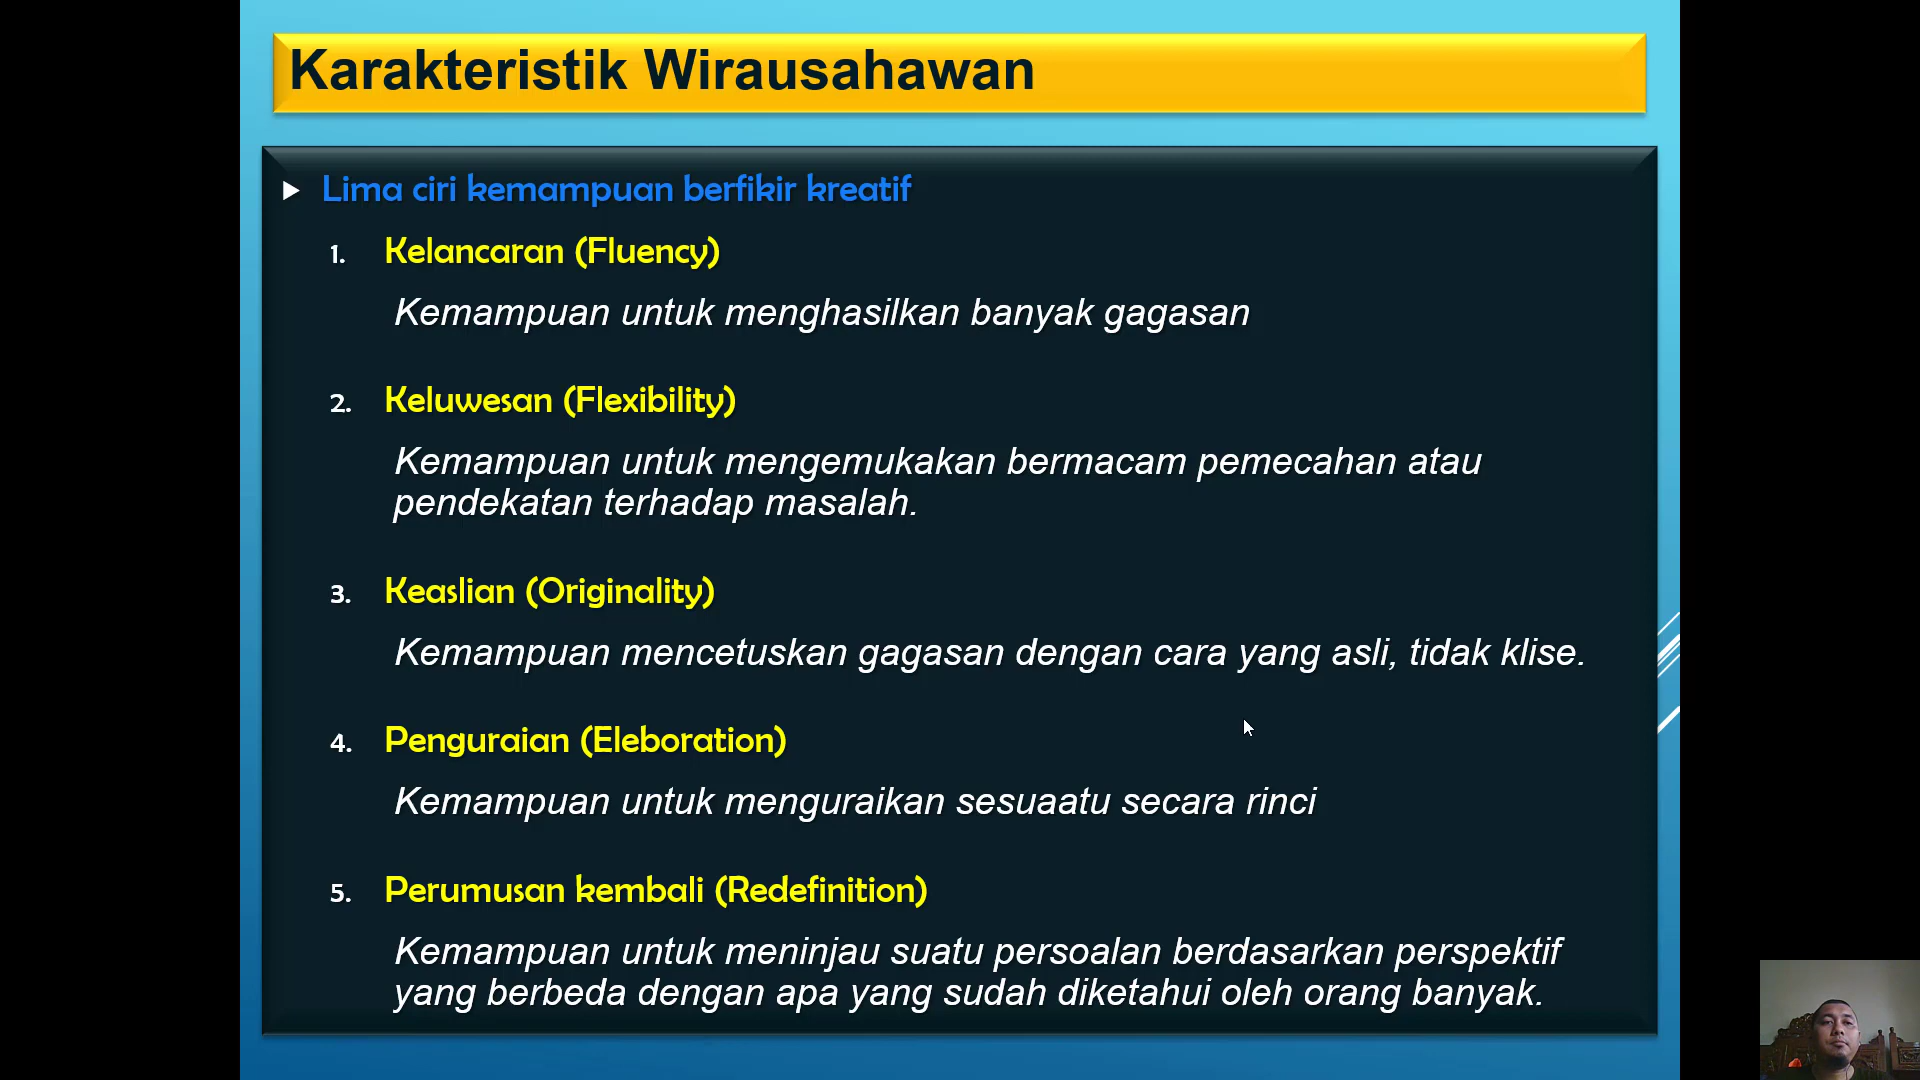 Karakteristik Wirausahawan
Lima ciri kemampuan berfikir kreatif
1. Kelancaran (Fluency)
Kemampuan untuk menghasilkan banyak gagasan
2. Keluwesan (Flexibility)
Kemampuan untuk mengemukakan bermacam pemecahan atau
pendekatan terhadap masalah.
3. Keaslian (Originality)
Kemampuan mencetuskan gagasan dengan cara yang asli, tidak klise.
4. Penguraian (Eleboration)
Kemampuan untuk menguraikan sesuaatu secara rinci
5. Perumusan kembali (Redefinition)
Kemampuan untuk meninjau suatu persoalan berdasarkan perspektif
yang berbeda dengan apa yang sudah diketahui oleh orang banyak.